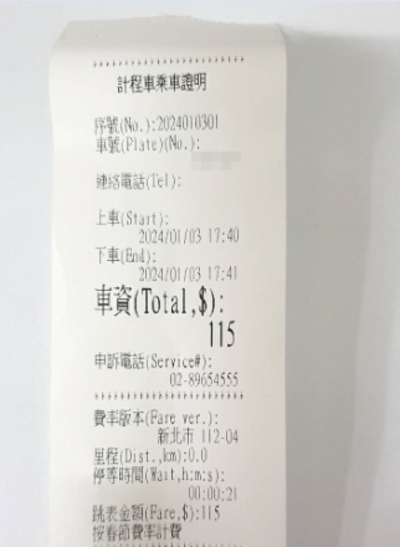 計程車乘車證明
序號(No.):2024010301
車號(Plate)(No.):
連絡電話(Tel):
上車(Start):
2024/01/03 17:40
下車(End):
2024/01/03 17:41
車資(Total,$):
115
申訴電話(Service#):
02-89654555
費率版本(Fare ver.):
新北市 112-04
里程(Dist.,km):0.0
停等時間(Wait,h:m:s):
00:00:21
跳表金額(Fare,$):115
按春節費率計費